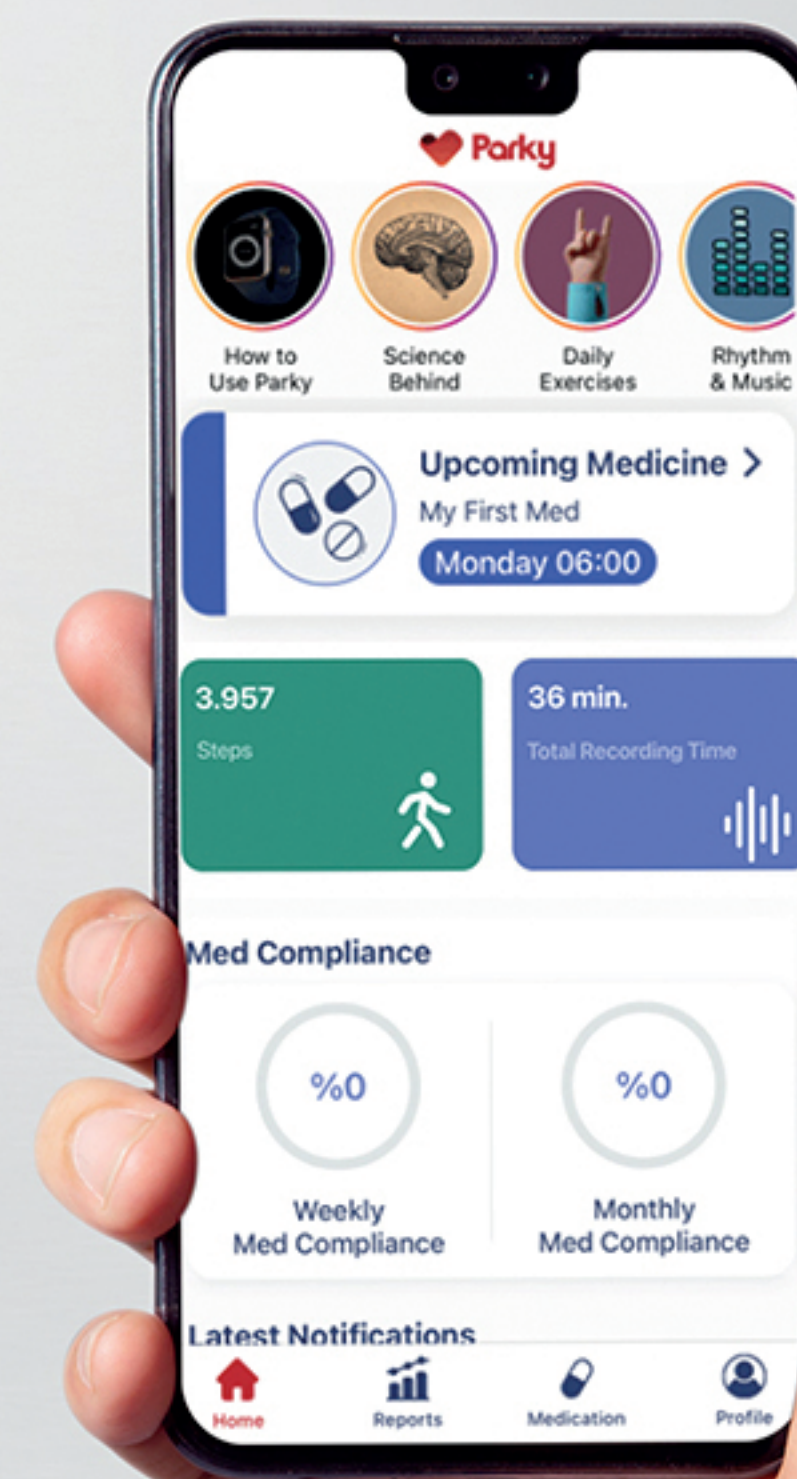 Parky
How to
Use Parky
Science
Behind
Daily
Exercises
Rhythm
& Music
Upcoming Medicine
My First Med
Monday 06:00
3.957
Steps
36 min.
Total Recording Time
Med Compliance
%0
Weekly
Med Compliance
%0
Monthly
Med Compliance
Latest Notifications
Home
Reports
Medication
Profile